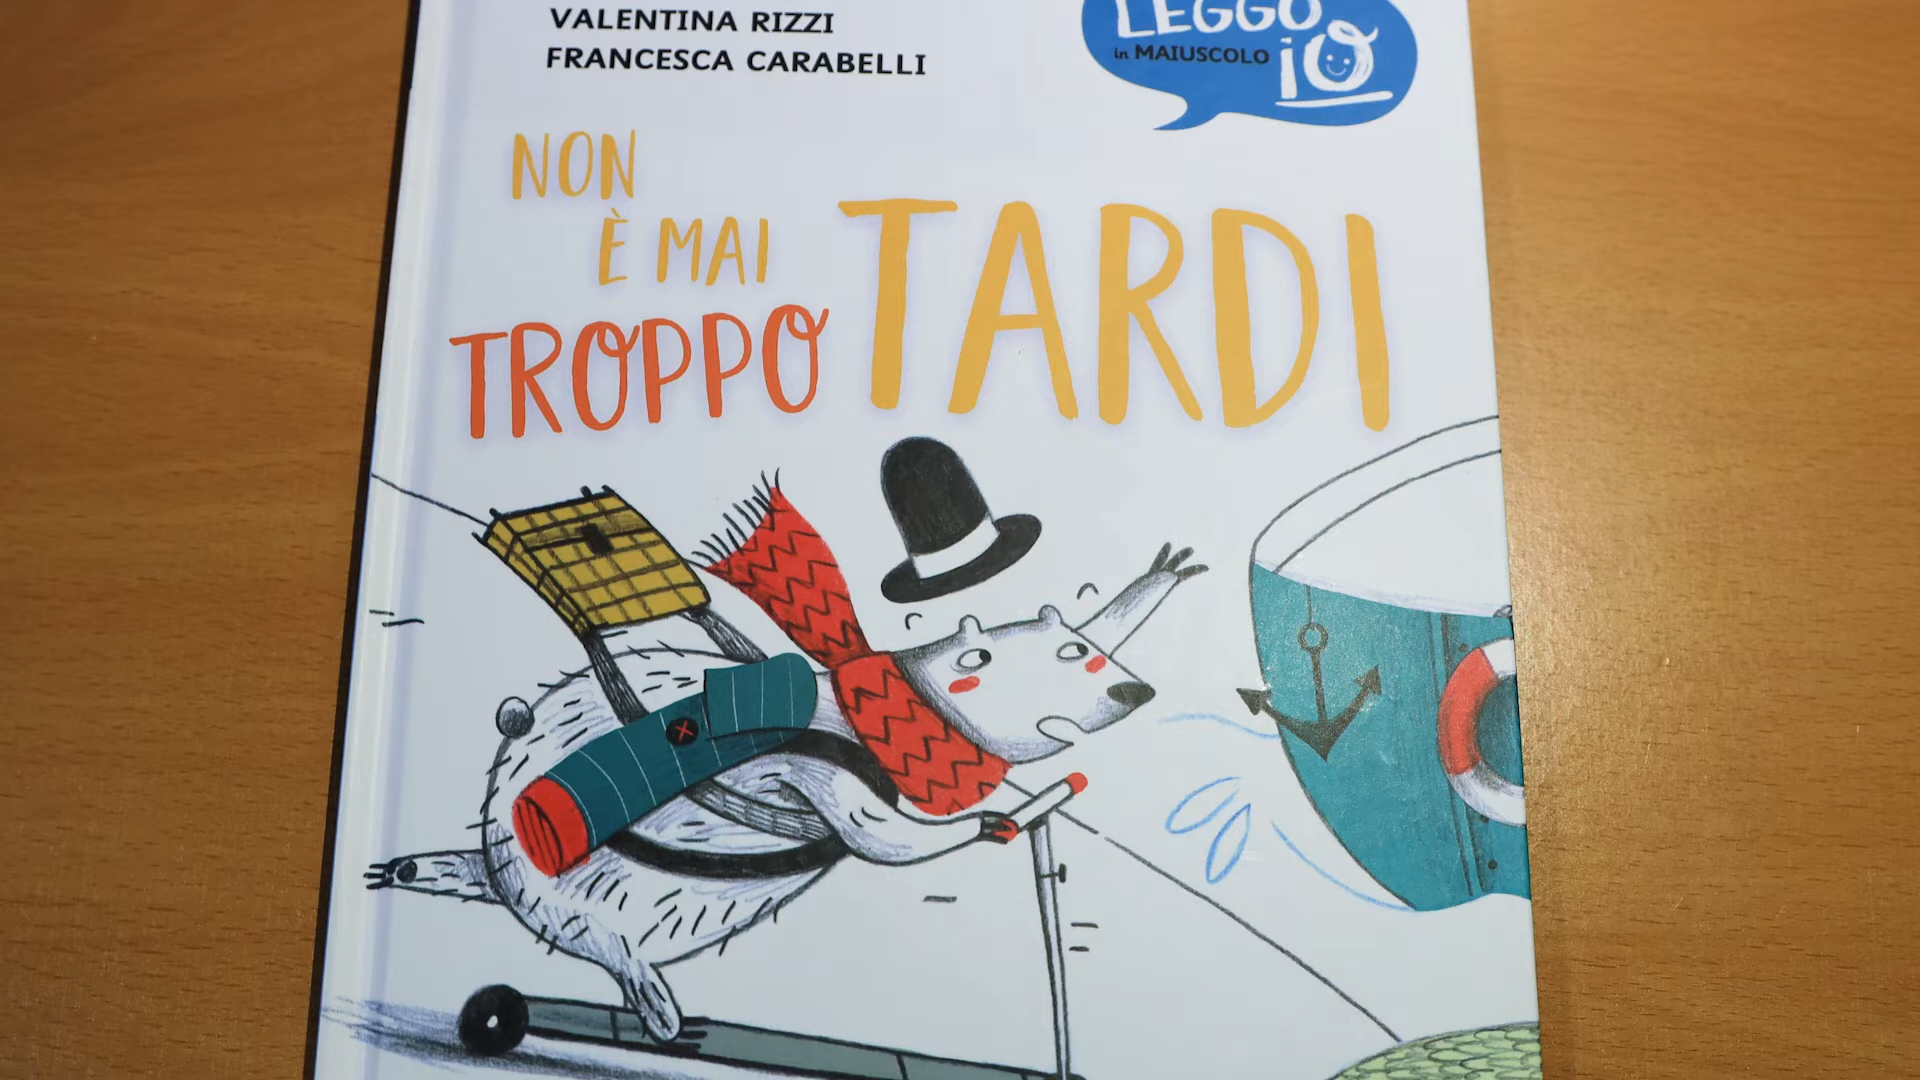 VALENTINA RIZZI
FRANCESCA CARABELLI
LEGGO
in MAIUSCOLO
iO
NON
È MAI
TROPPO
TARDI